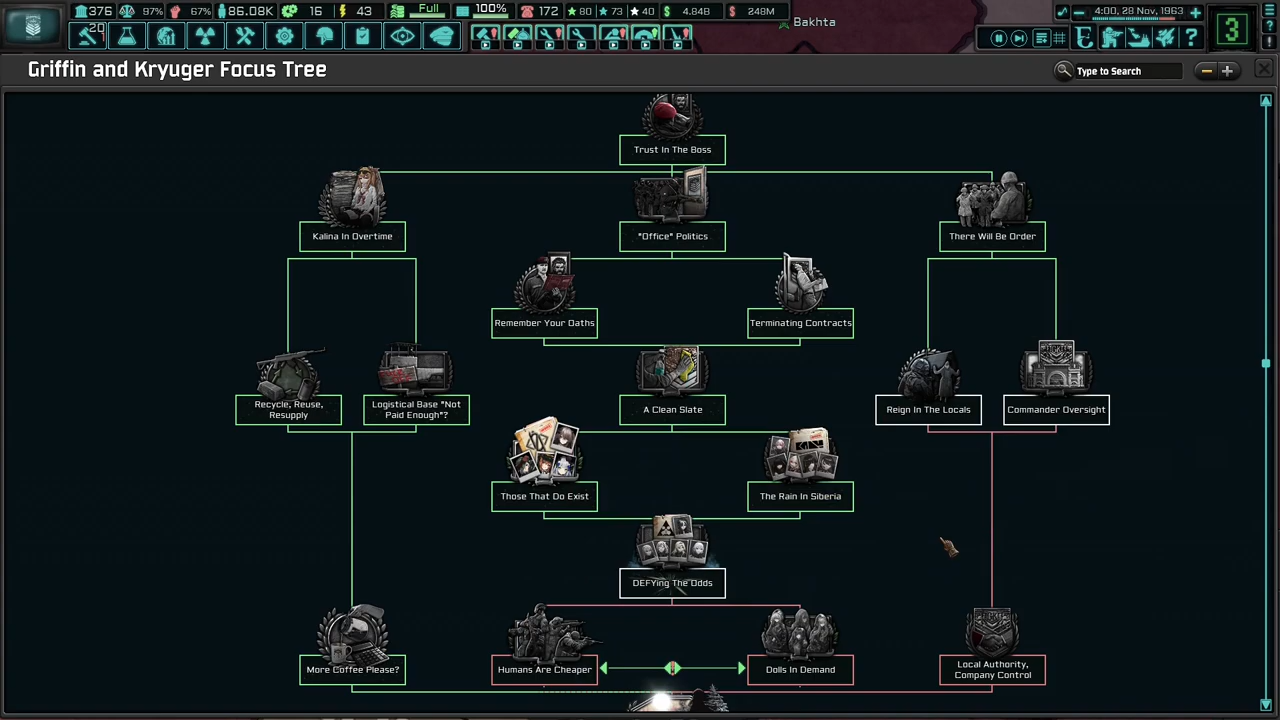 376 97% 67% 86.08K 16 43 Full 100% 172 80 73 40 4.84B 248M 4:00, 28 Nov, 1963
20
Bakhta
3
Griffin and Kryuger Focus Tree
Type to Search
Trust In The Boss
Kalina In Overtime
"Office" Politics
There Will Be Order
Remember Your Oaths
Terminating Contracts
Recycle, Reuse,
Resupply
Logistical Base "Not
Paid Enough"?
A Clean Slate
Reign In The Locals
Commander Oversight
Those That Do Exist
The Rain In Siberia
DEFYing The Odds
More Coffee Please?
Humans Are Cheaper
Dolls In Demand
Local Authority,
Company Control